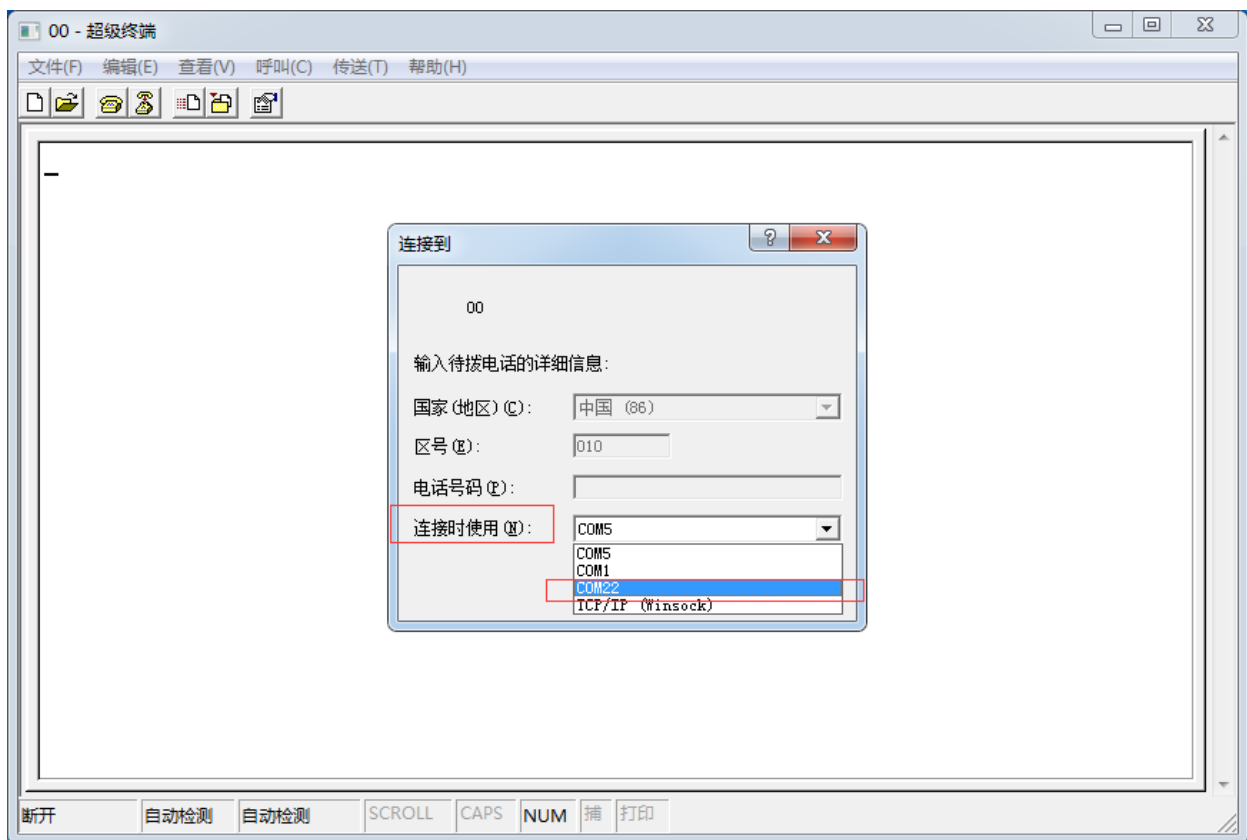 00 - 超级终端
文件(F) 编辑(E) 查看(V) 呼叫(C) 传送(T) 帮助(H)
连接到
00
输入待拨电话的详细信息:
国家(地区)(C): 中国 (86)
区号(E): 010
电话号码(P):
连接时使用(N): COM5
COM5
COM1
COM22
TCP/IP (Winsock)
断开 自动检测 自动检测 SCROLL CAPS NUM 捕 打印